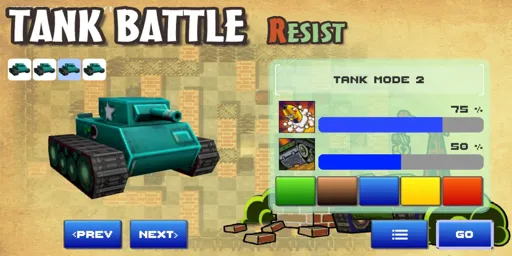 TANK BATTLE RESIST
TANK MODE 2
75 %
50 %
‹PREV
NEXT›
GO